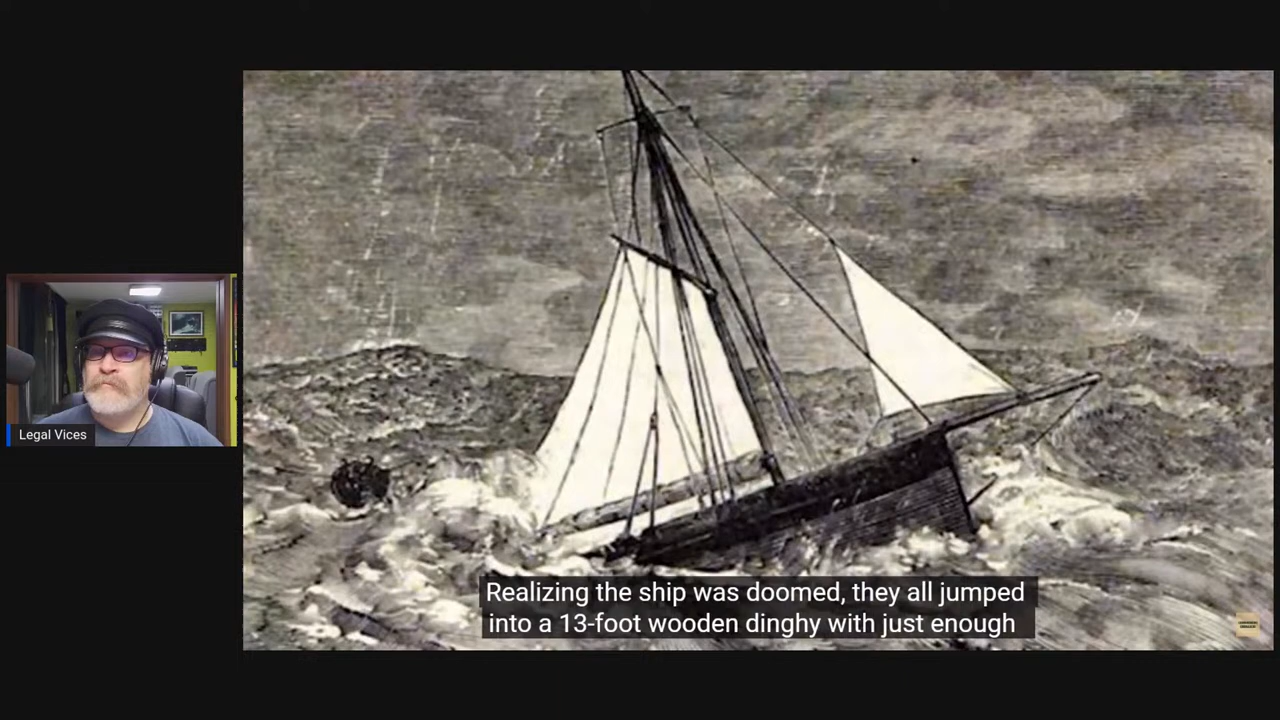 Legal Vices
Realizing the ship was doomed, they all jumped
into a 13-foot wooden dinghy with just enough